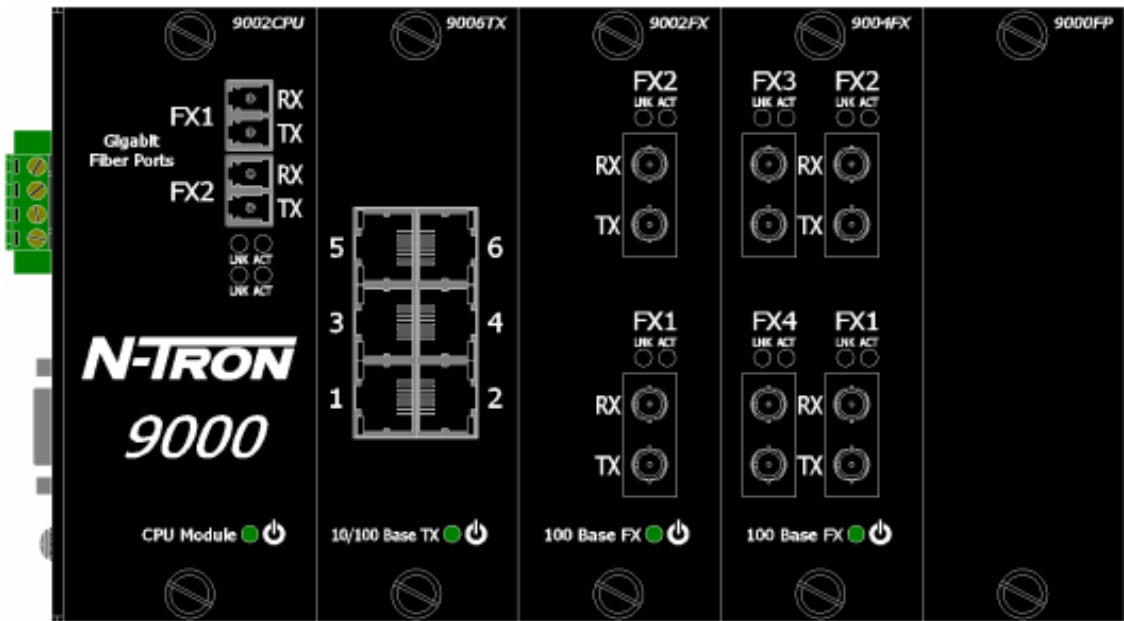 9002CPU
FX1
RX
TX
Gigabit
Fiber Ports
FX2
RX
TX
LNK ACT
LNK ACT
N-TRON
9000
CPU Module
9006TX
5 6
3 4
1 2
10/100 Base TX
9002FX
FX2
LNK ACT
RX
TX
FX1
LNK ACT
RX
TX
100 Base FX
9004FX
FX3 FX2
LNK ACT LNK ACT
RX
TX
FX4 FX1
LNK ACT LNK ACT
RX
TX
100 Base FX
9000FP